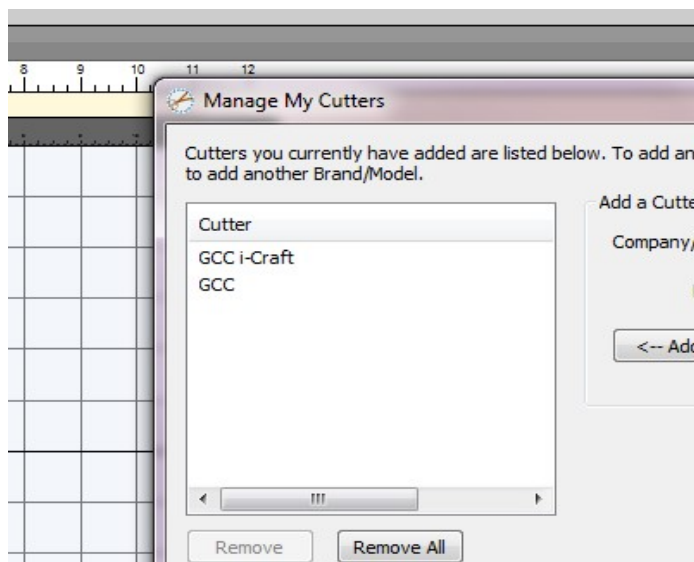 8 9 10 11 12
Manage My Cutters
Cutters you currently have added are listed below. To add an
to add another Brand/Model.
Cutter
GCC i-Craft
GCC
Add a Cutte
Company/
<-- Add
Remove
Remove All